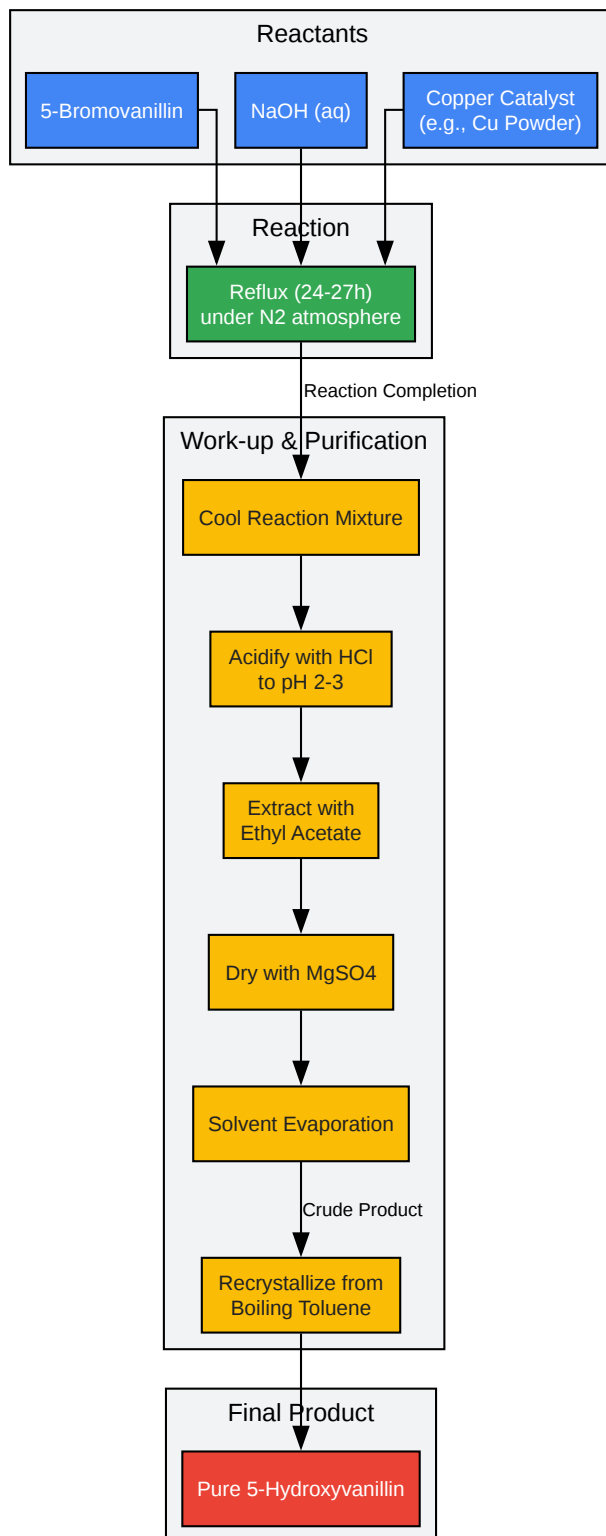 Reactants
5-Bromovanillin
NaOH (aq)
Copper Catalyst
(e.g., Cu Powder)
Reaction
Reflux (24-27h)
under N2 atmosphere
Reaction Completion
Work-up & Purification
Cool Reaction Mixture
Acidify with HCl
to pH 2-3
Extract with
Ethyl Acetate
Dry with MgSO4
Solvent Evaporation
Crude Product
Recrystallize from
Boiling Toluene
Final Product
Pure 5-Hydroxyvanillin